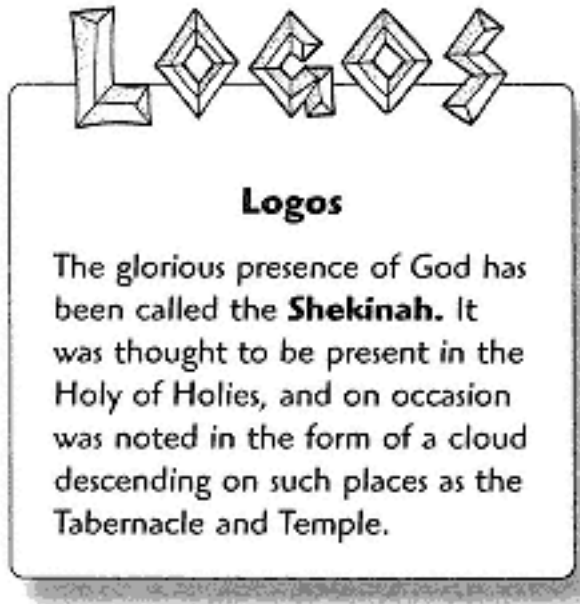 LOGOS
Logos
The glorious presence of God has
been called the Shekinah. It
was thought to be present in the
Holy of Holies, and on occasion
was noted in the form of a cloud
descending on such places as the
Tabernacle and Temple.